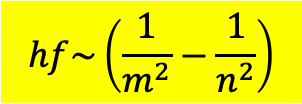 hf~(1/m² − 1/n²)